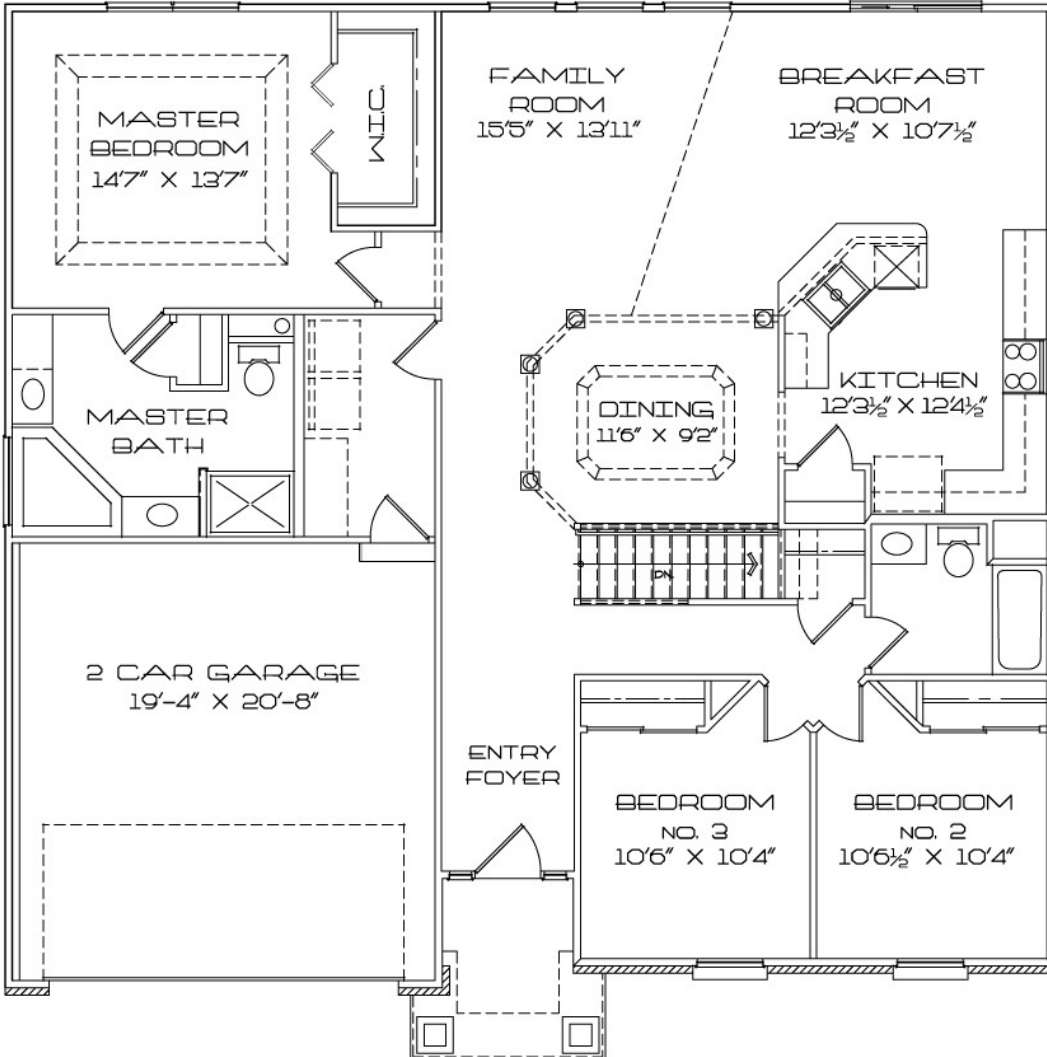 MASTER
BEDROOM
14'7" X 13'7"
W.I.C.
FAMILY
ROOM
15'5" X 13'11"
BREAKFAST
ROOM
12'3½" X 10'7½"
MASTER
BATH
DINING
11'6" X 9'2"
KITCHEN
12'3½" X 12'4½"
DN
2 CAR GARAGE
19'-4" X 20'-8"
ENTRY
FOYER
BEDROOM
NO. 3
10'6" X 10'4"
BEDROOM
NO. 2
10'6½" X 10'4"